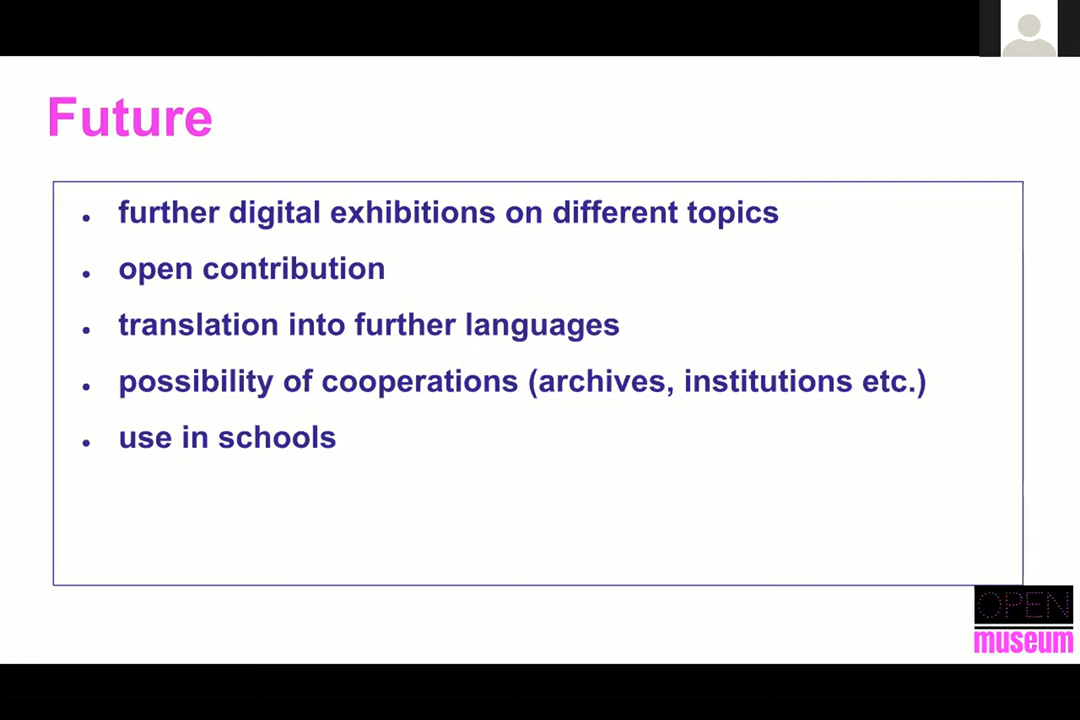 Future
• further digital exhibitions on different topics
• open contribution
• translation into further languages
• possibility of cooperations (archives, institutions etc.)
• use in schools
OPEN
museum